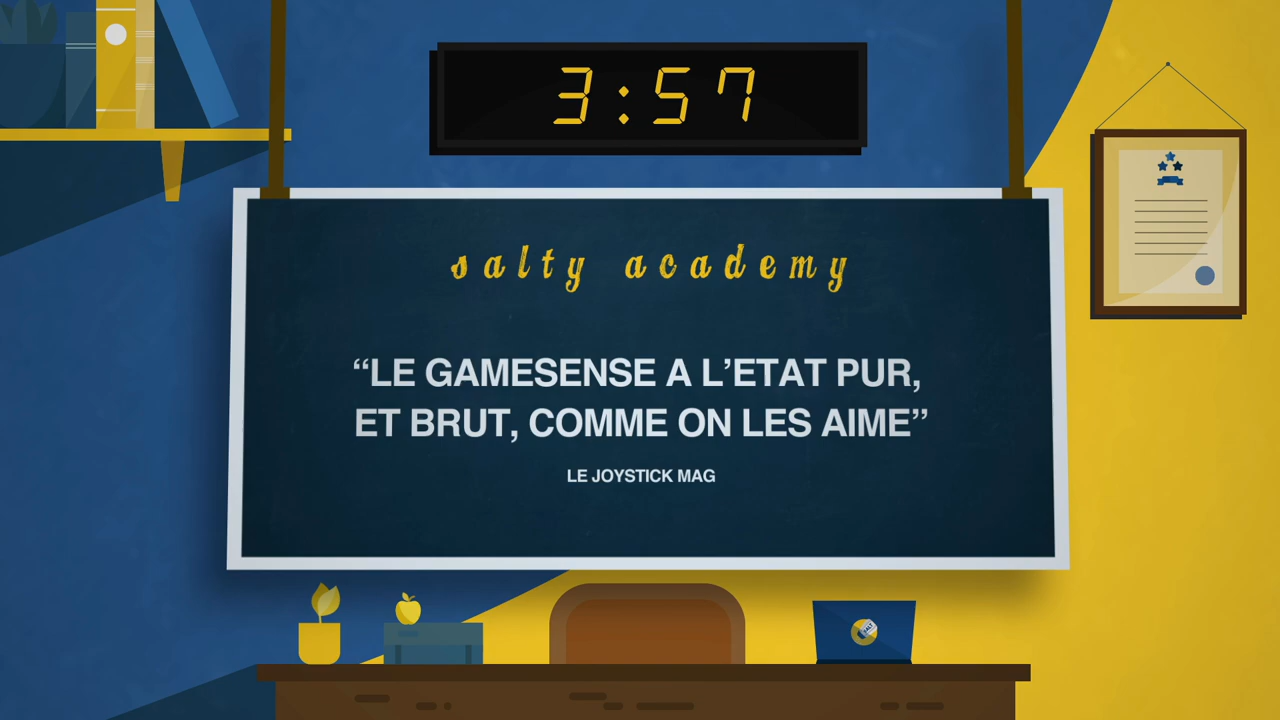 3:57
salty academy
“LE GAMESENSE A L’ETAT PUR,
ET BRUT, COMME ON LES AIME”
LE JOYSTICK MAG